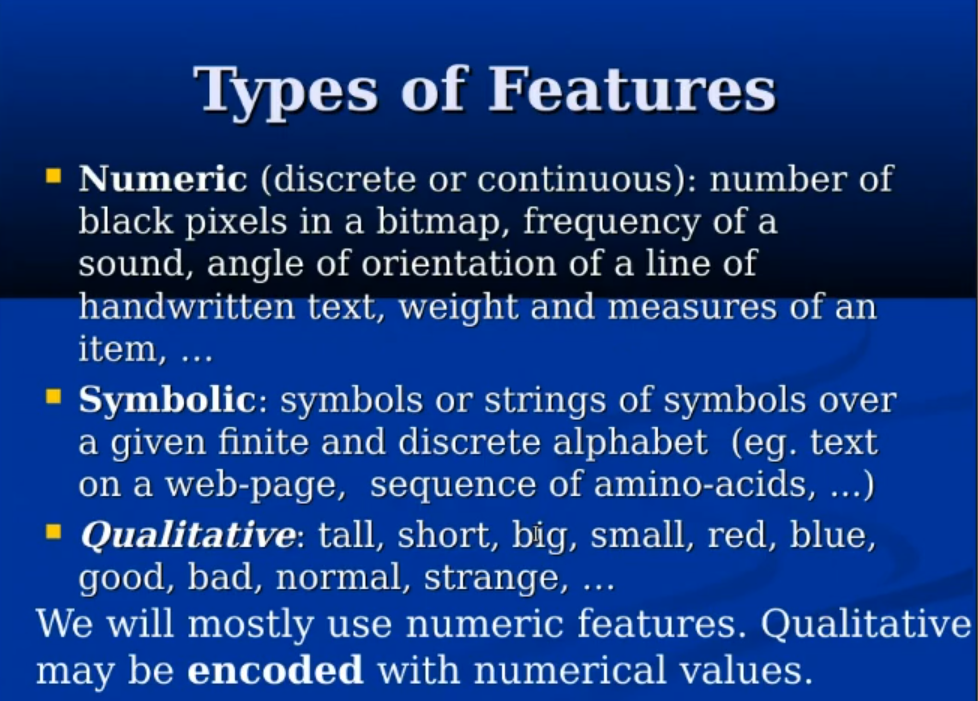 Types of Features
Numeric (discrete or continuous): number of
black pixels in a bitmap, frequency of a
sound, angle of orientation of a line of
handwritten text, weight and measures of an
item, ...
Symbolic: symbols or strings of symbols over
a given finite and discrete alphabet (eg. text
on a web-page, sequence of amino-acids, ...)
Qualitative: tall, short, big, small, red, blue,
good, bad, normal, strange, ...
We will mostly use numeric features. Qualitative
may be encoded with numerical values.